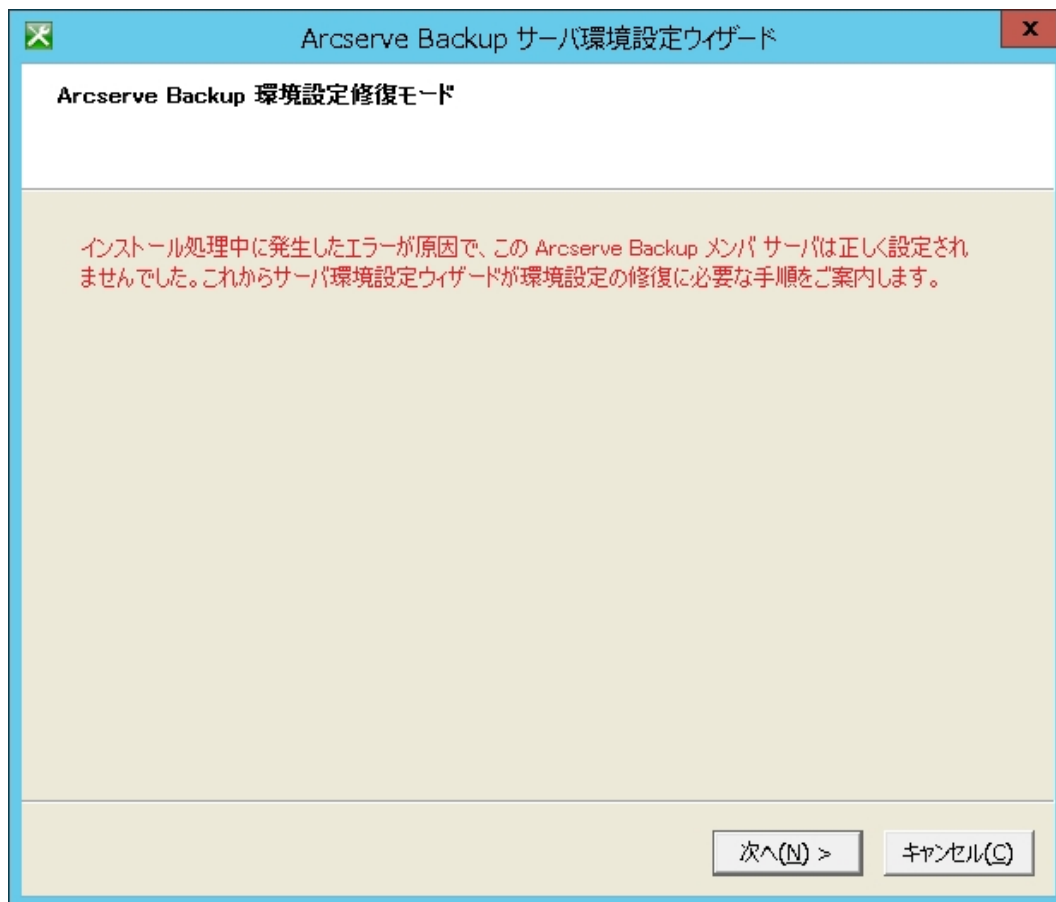 Arcserve Backup サーバ環境設定ウィザード
x
Arcserve Backup 環境設定修復モード
インストール処理中に発生したエラーが原因で、この Arcserve Backup メンバ サーバは正しく設定され
ませんでした。これからサーバ環境設定ウィザードが環境設定の修復に必要な手順をご案内します。
次へ(N) >
キャンセル(C)